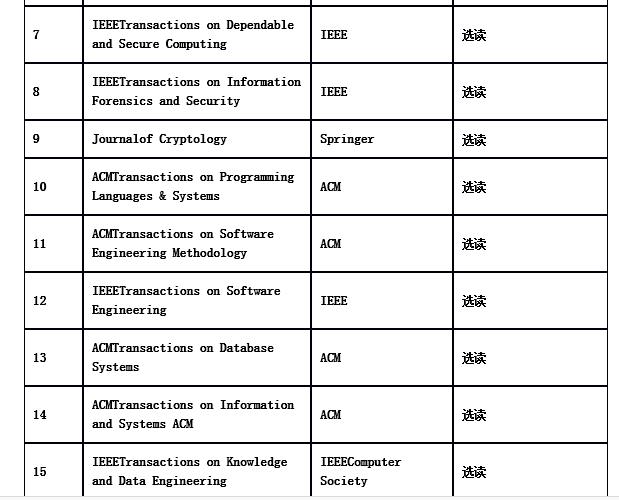 7
IEEETransactions on Dependable
and Secure Computing
IEEE
选读
8
IEEETransactions on Information
Forensics and Security
IEEE
选读
9
Journalof Cryptology
Springer
选读
10
ACMTransactions on Programming
Languages & Systems
ACM
选读
11
ACMTransactions on Software
Engineering Methodology
ACM
选读
12
IEEETransactions on Software
Engineering
IEEE
选读
13
ACMTransactions on Database
Systems
ACM
选读
14
ACMTransactions on Information
and Systems ACM
ACM
选读
15
IEEETransactions on Knowledge
and Data Engineering
IEEEComputer
Society
选读